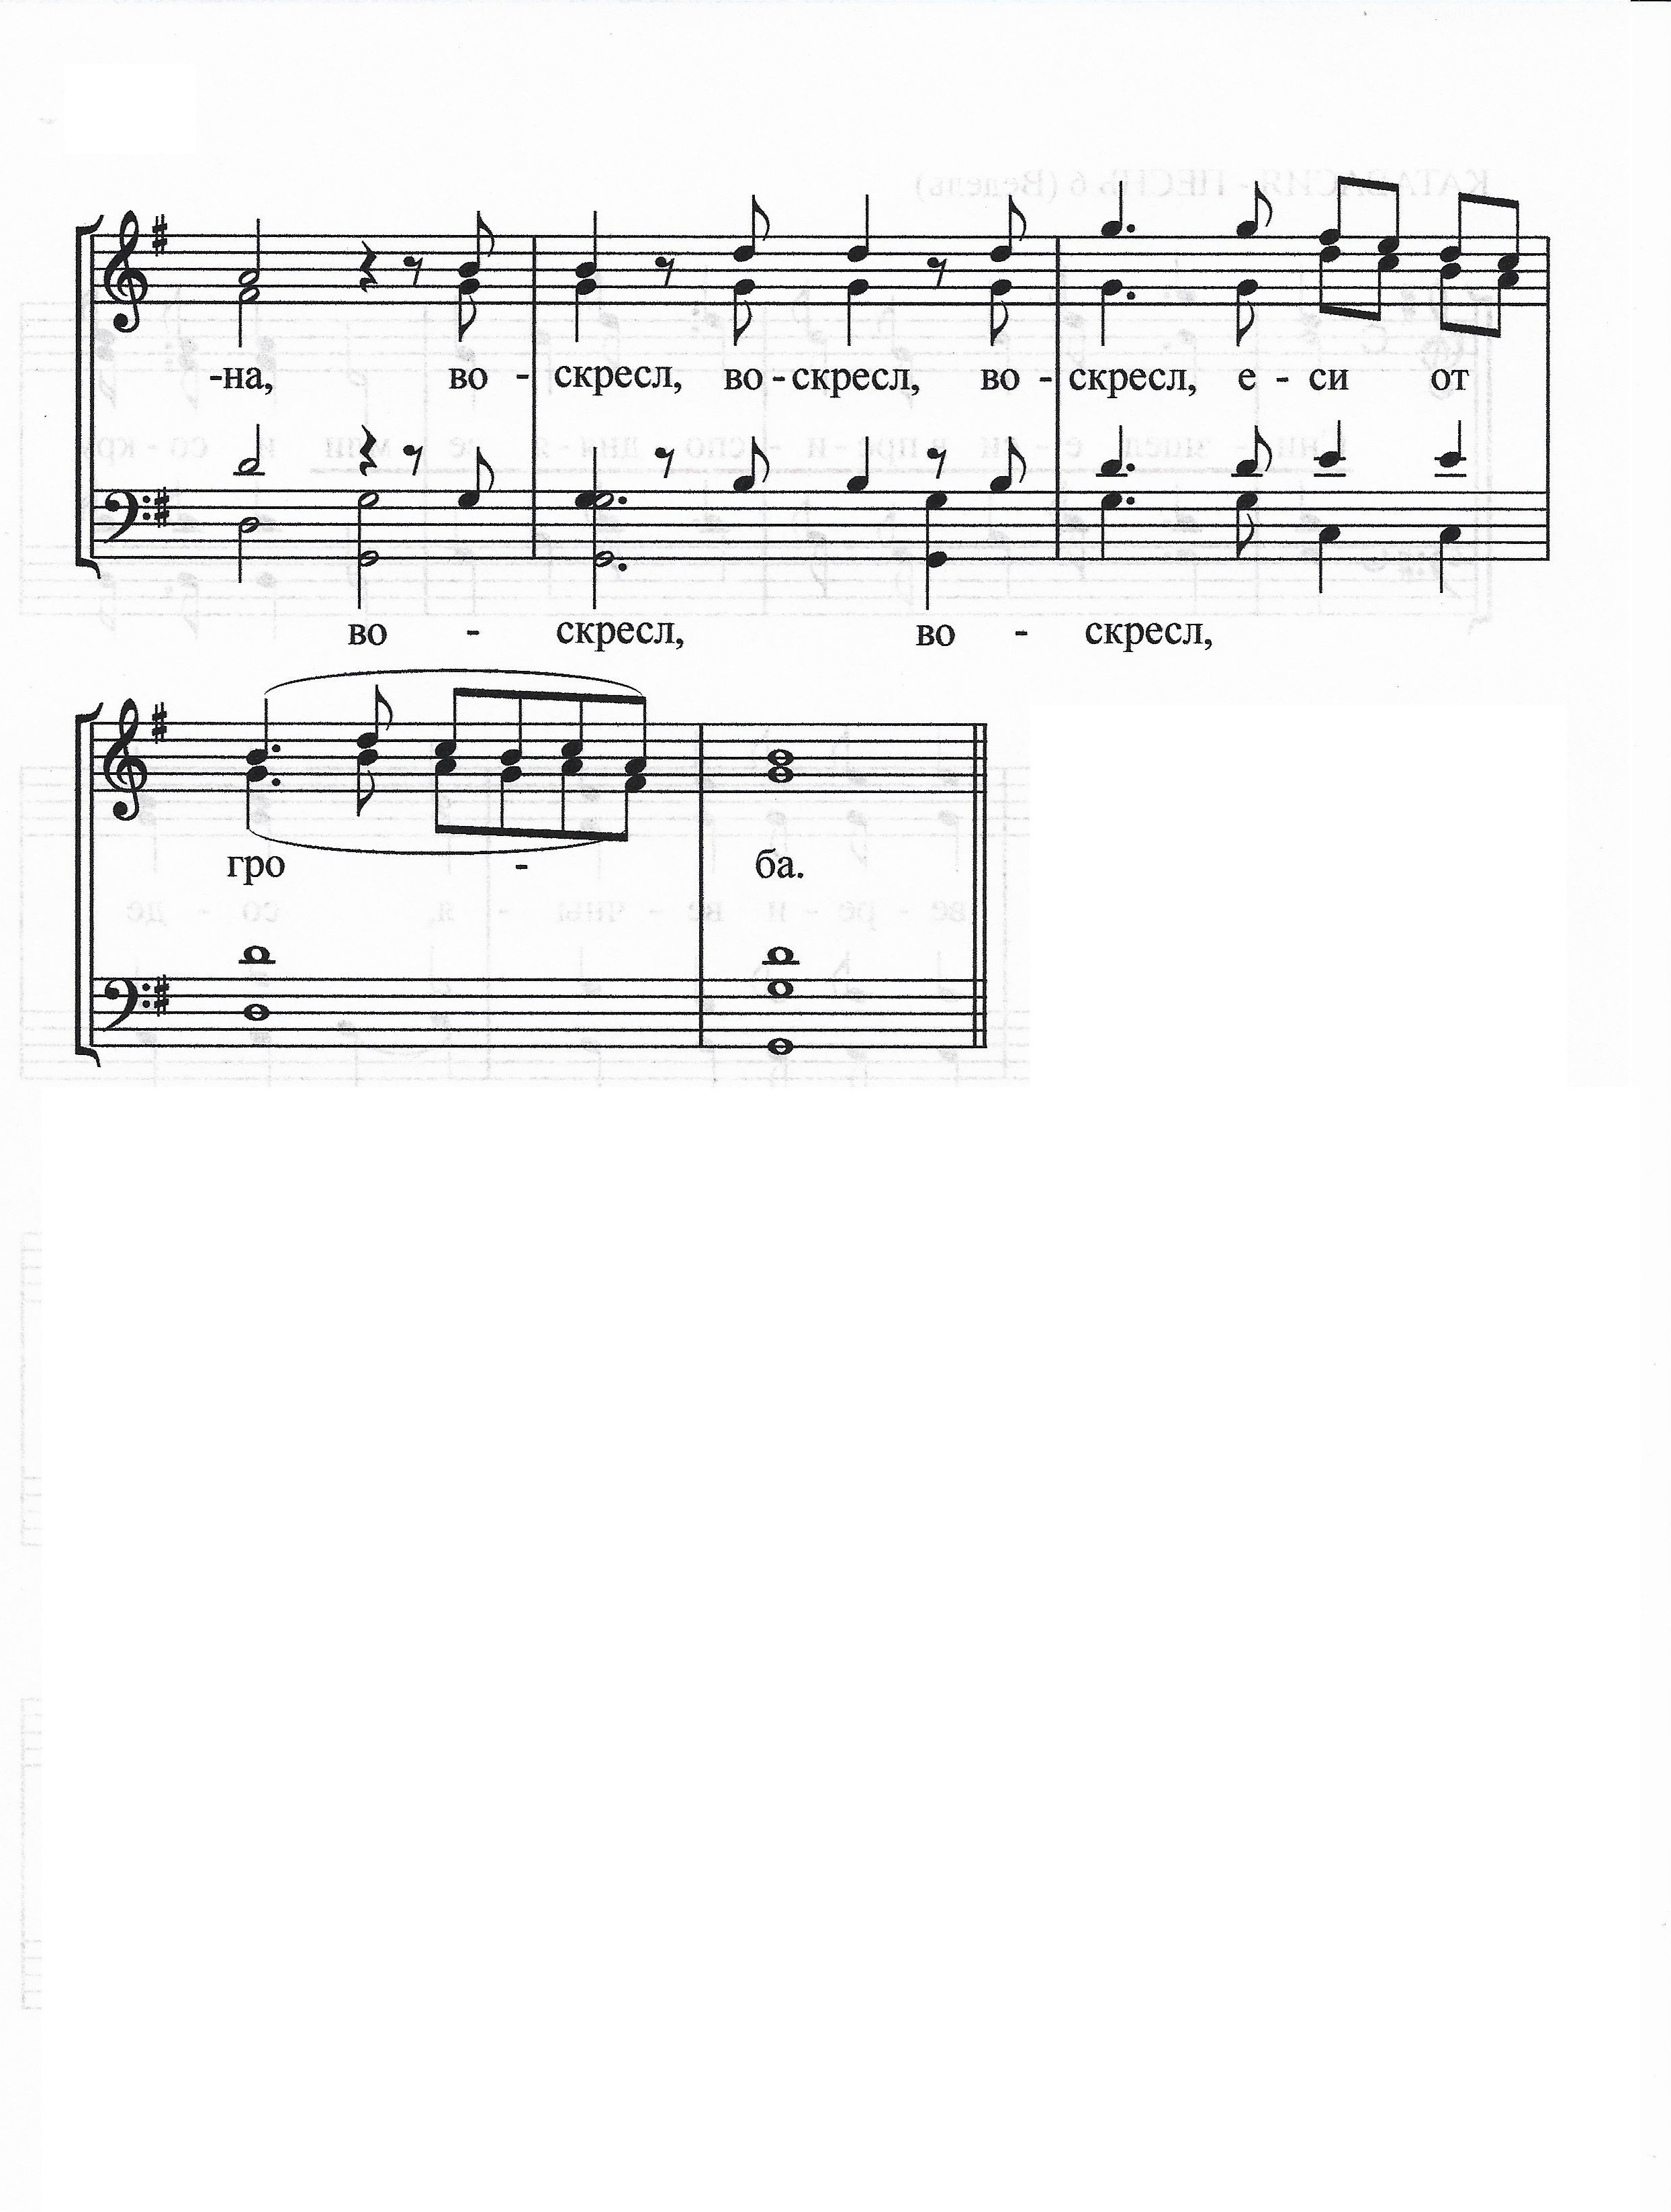 -на, во - скресл, во - скресл, во - скресл, е - си от
во - скресл, во - скресл,
гро - ба.